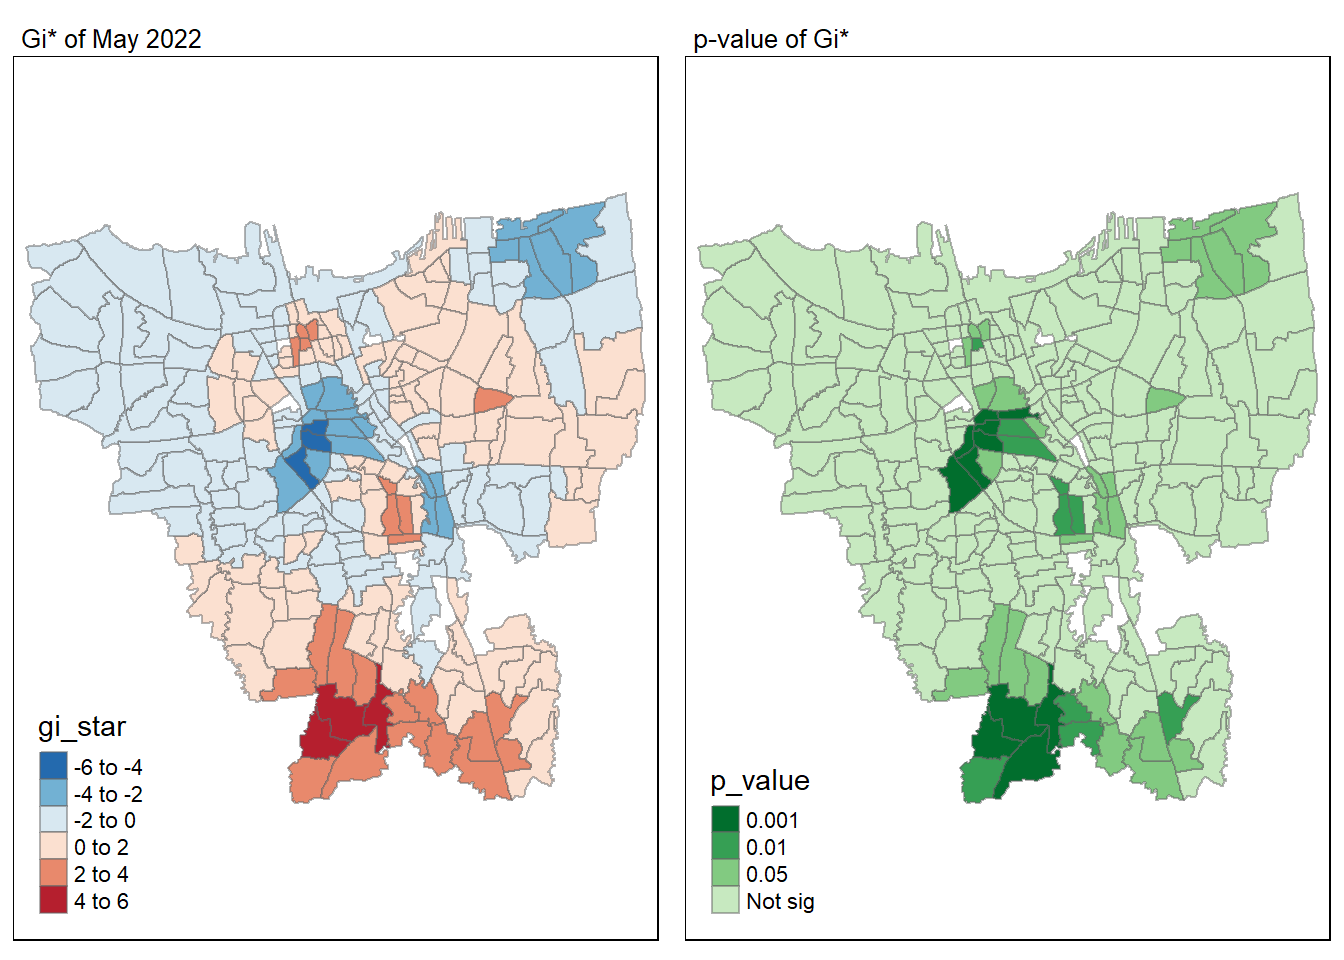 Gi* of May 2022
p-value of Gi*
gi_star
-6 to -4
-4 to -2
-2 to 0
0 to 2
2 to 4
4 to 6
p_value
0.001
0.01
0.05
Not sig